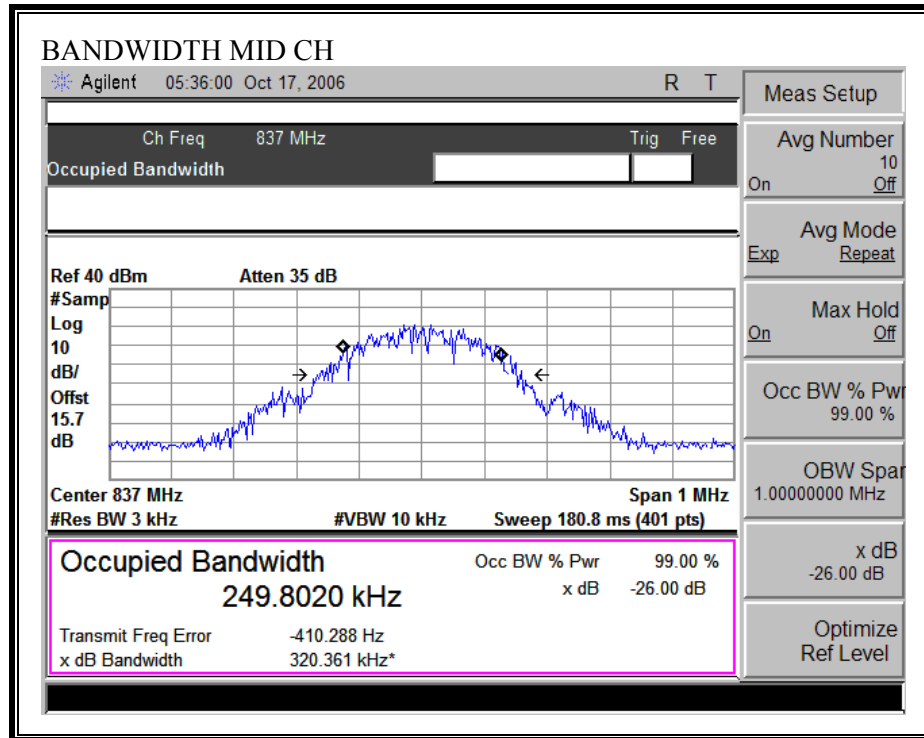 BANDWIDTH MID CH
Agilent 05:36:00 Oct 17, 2006 R T
Ch Freq 837 MHz Trig Free
Occupied Bandwidth
Ref 40 dBm Atten 35 dB
#Samp
Log
10
dB/
Offst
15.7
dB
Center 837 MHz Span 1 MHz
#Res BW 3 kHz #VBW 10 kHz Sweep 180.8 ms (401 pts)
Occupied Bandwidth
249.8020 kHz
Occ BW % Pwr 99.00 %
x dB -26.00 dB
Transmit Freq Error -410.288 Hz
x dB Bandwidth 320.361 kHz*
Meas Setup
Avg Number
10
On Off
Avg Mode
Exp Repeat
Max Hold
On Off
Occ BW % Pwr
99.00 %
OBW Span
1.00000000 MHz
x dB
-26.00 dB
Optimize
Ref Level